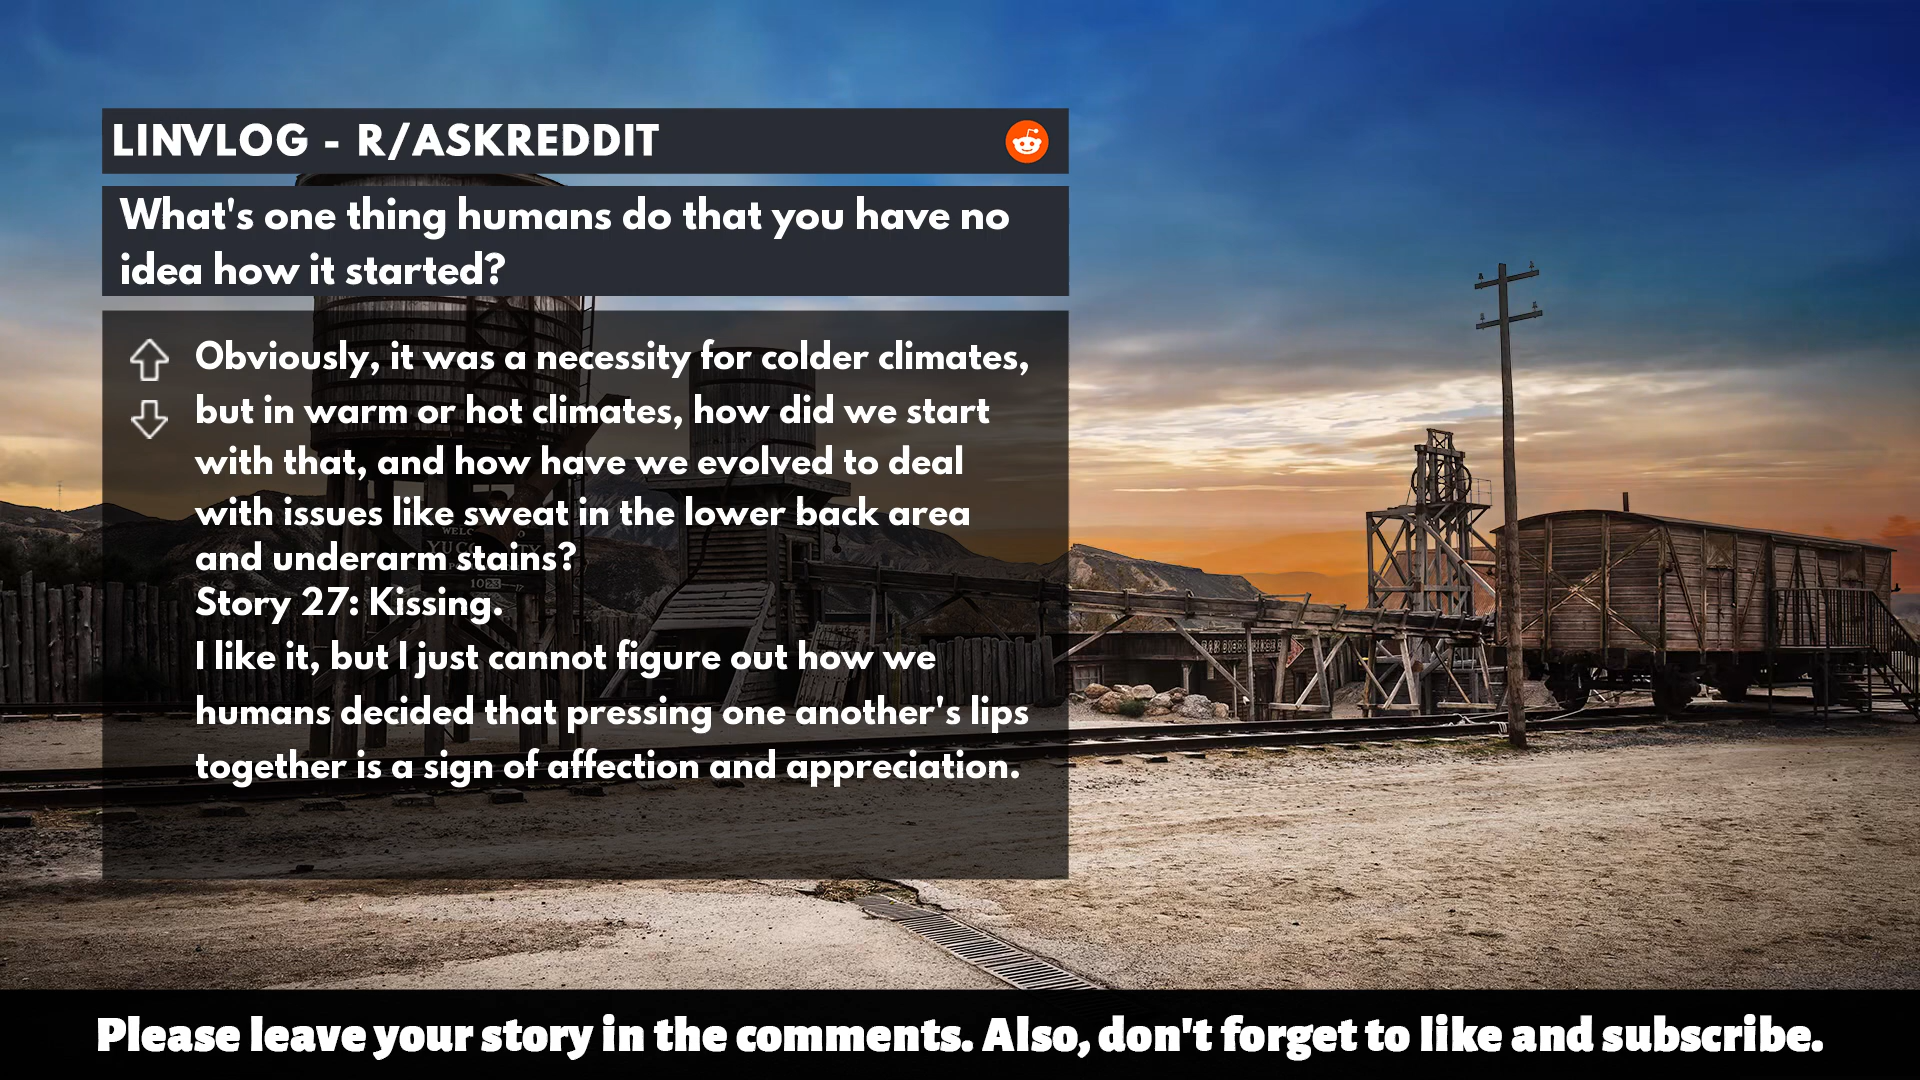 LINVLOG - R/ASKREDDIT
What's one thing humans do that you have no
idea how it started?
Obviously, it was a necessity for colder climates,
but in warm or hot climates, how did we start
with that, and how have we evolved to deal
with issues like sweat in the lower back area
and underarm stains?
Story 27: Kissing.
I like it, but I just cannot figure out how we
humans decided that pressing one another's lips
together is a sign of affection and appreciation.
Please leave your story in the comments. Also, don't forget to like and subscribe.